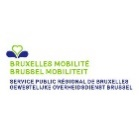 BRUXELLES MOBILITÉ
BRUSSEL MOBILITEIT
SERVICE PUBLIC RÉGIONAL DE BRUXELLES
GEWESTELIJKE OVERHEIDSDIENST BRUSSEL